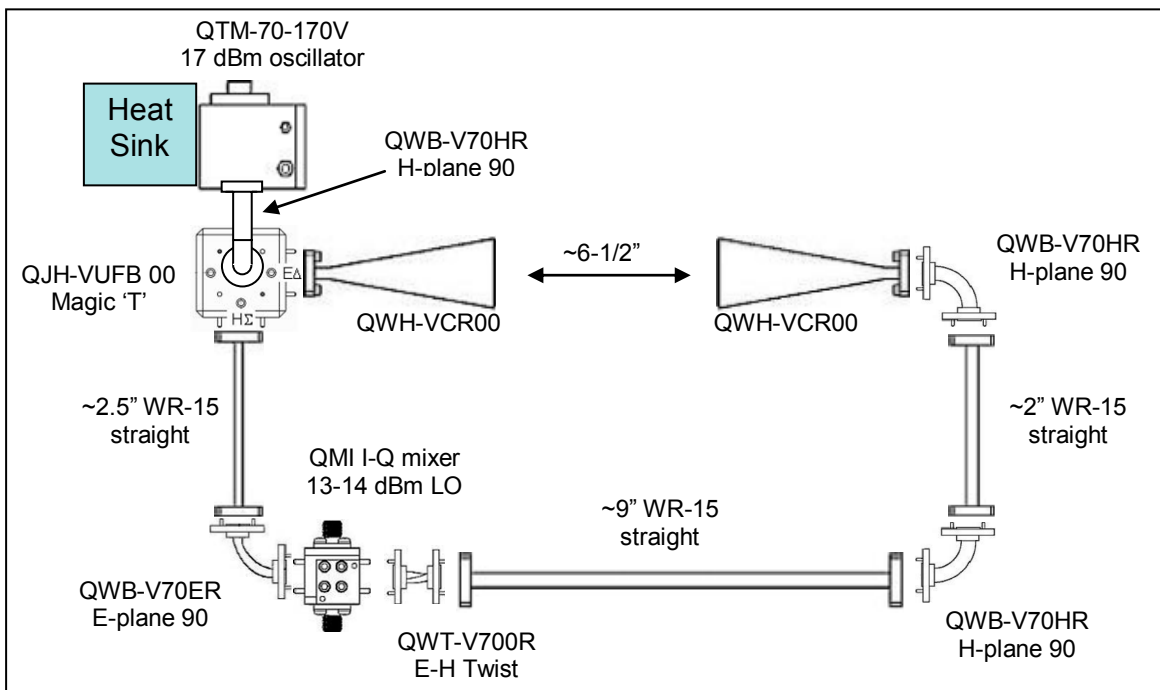 QTM-70-170V
17 dBm oscillator
Heat
Sink
QWB-V70HR
H-plane 90
QJH-VUFB 00
Magic ‘T’
EΔ
HΣ
QWH-VCR00
~6-1/2”
QWH-VCR00
QWB-V70HR
H-plane 90
~2.5” WR-15
straight
~2” WR-15
straight
QMI I-Q mixer
13-14 dBm LO
~9” WR-15
straight
QWB-V70ER
E-plane 90
QWT-V700R
E-H Twist
QWB-V70HR
H-plane 90